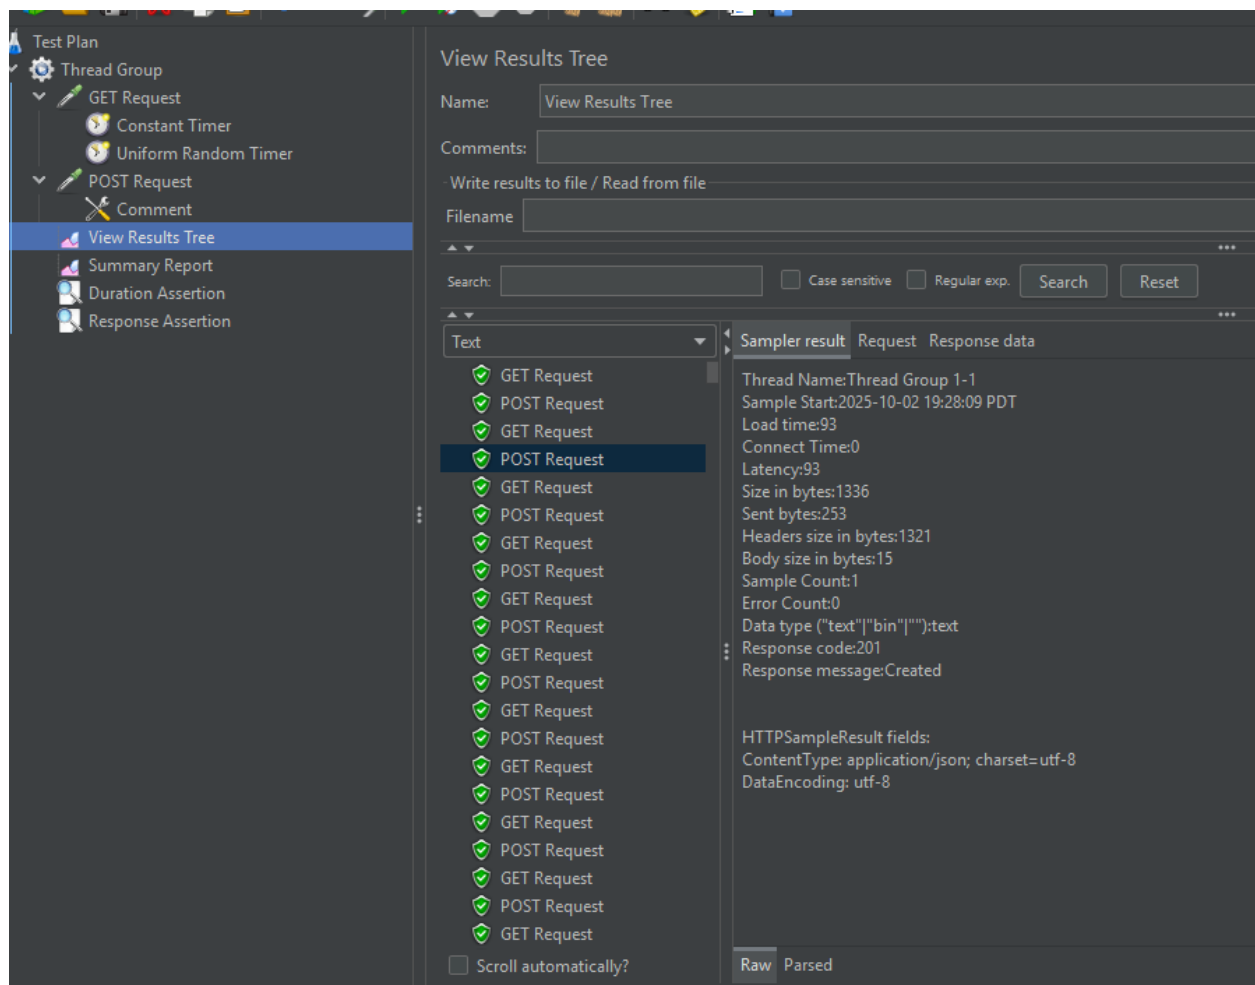 Test Plan
Thread Group
GET Request
Constant Timer
Uniform Random Timer
POST Request
Comment
View Results Tree
Summary Report
Duration Assertion
Response Assertion
View Results Tree
Name: View Results Tree
Comments:
Write results to file / Read from file
Filename
Search: Case sensitive Regular exp. Search Reset
Text
GET Request
POST Request
GET Request
POST Request
GET Request
POST Request
GET Request
POST Request
GET Request
POST Request
GET Request
POST Request
GET Request
POST Request
GET Request
POST Request
GET Request
POST Request
GET Request
POST Request
GET Request
Scroll automatically?
Sampler result Request Response data
Thread Name:Thread Group 1-1
Sample Start:2025-10-02 19:28:09 PDT
Load time:93
Connect Time:0
Latency:93
Size in bytes:1336
Sent bytes:253
Headers size in bytes:1321
Body size in bytes:15
Sample Count:1
Error Count:0
Data type ("text"|"bin"|""):text
Response code:201
Response message:Created
HTTPSampleResult fields:
ContentType: application/json; charset=utf-8
DataEncoding: utf-8
Raw Parsed